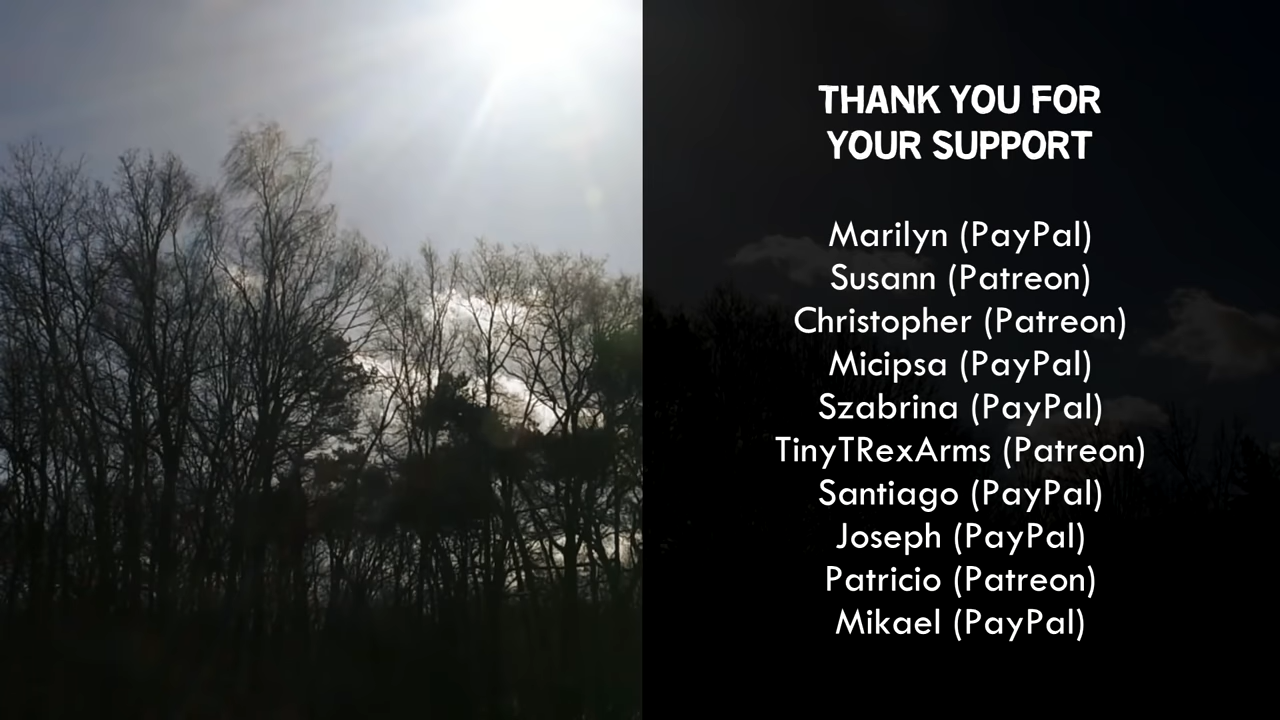 THANK YOU FOR
YOUR SUPPORT
Marilyn (PayPal)
Susann (Patreon)
Christopher (Patreon)
Micipsa (PayPal)
Szabrina (PayPal)
TinyTRexArms (Patreon)
Santiago (PayPal)
Joseph (PayPal)
Patricio (Patreon)
Mikael (PayPal)